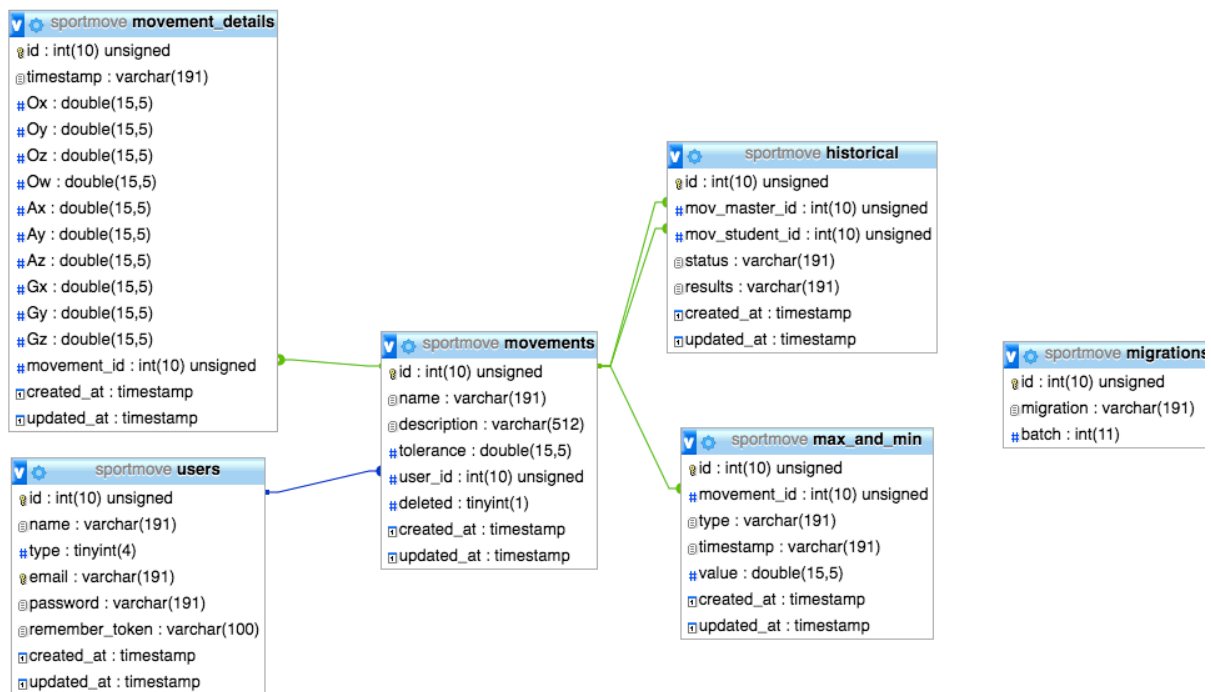 sportmove movement_details
id : int(10) unsigned
timestamp : varchar(191)
Ox : double(15,5)
Oy : double(15,5)
Oz : double(15,5)
Ow : double(15,5)
Ax : double(15,5)
Ay : double(15,5)
Az : double(15,5)
Gx : double(15,5)
Gy : double(15,5)
Gz : double(15,5)
movement_id : int(10) unsigned
created_at : timestamp
updated_at : timestamp
sportmove users
id : int(10) unsigned
name : varchar(191)
type : tinyint(4)
email : varchar(191)
password : varchar(191)
remember_token : varchar(100)
created_at : timestamp
updated_at : timestamp
sportmove movements
id : int(10) unsigned
name : varchar(191)
description : varchar(512)
tolerance : double(15,5)
user_id : int(10) unsigned
deleted : tinyint(1)
created_at : timestamp
updated_at : timestamp
sportmove historical
id : int(10) unsigned
mov_master_id : int(10) unsigned
mov_student_id : int(10) unsigned
status : varchar(191)
results : varchar(191)
created_at : timestamp
updated_at : timestamp
sportmove max_and_min
id : int(10) unsigned
movement_id : int(10) unsigned
type : varchar(191)
timestamp : varchar(191)
value : double(15,5)
created_at : timestamp
updated_at : timestamp
sportmove migrations
id : int(10) unsigned
migration : varchar(191)
batch : int(11)